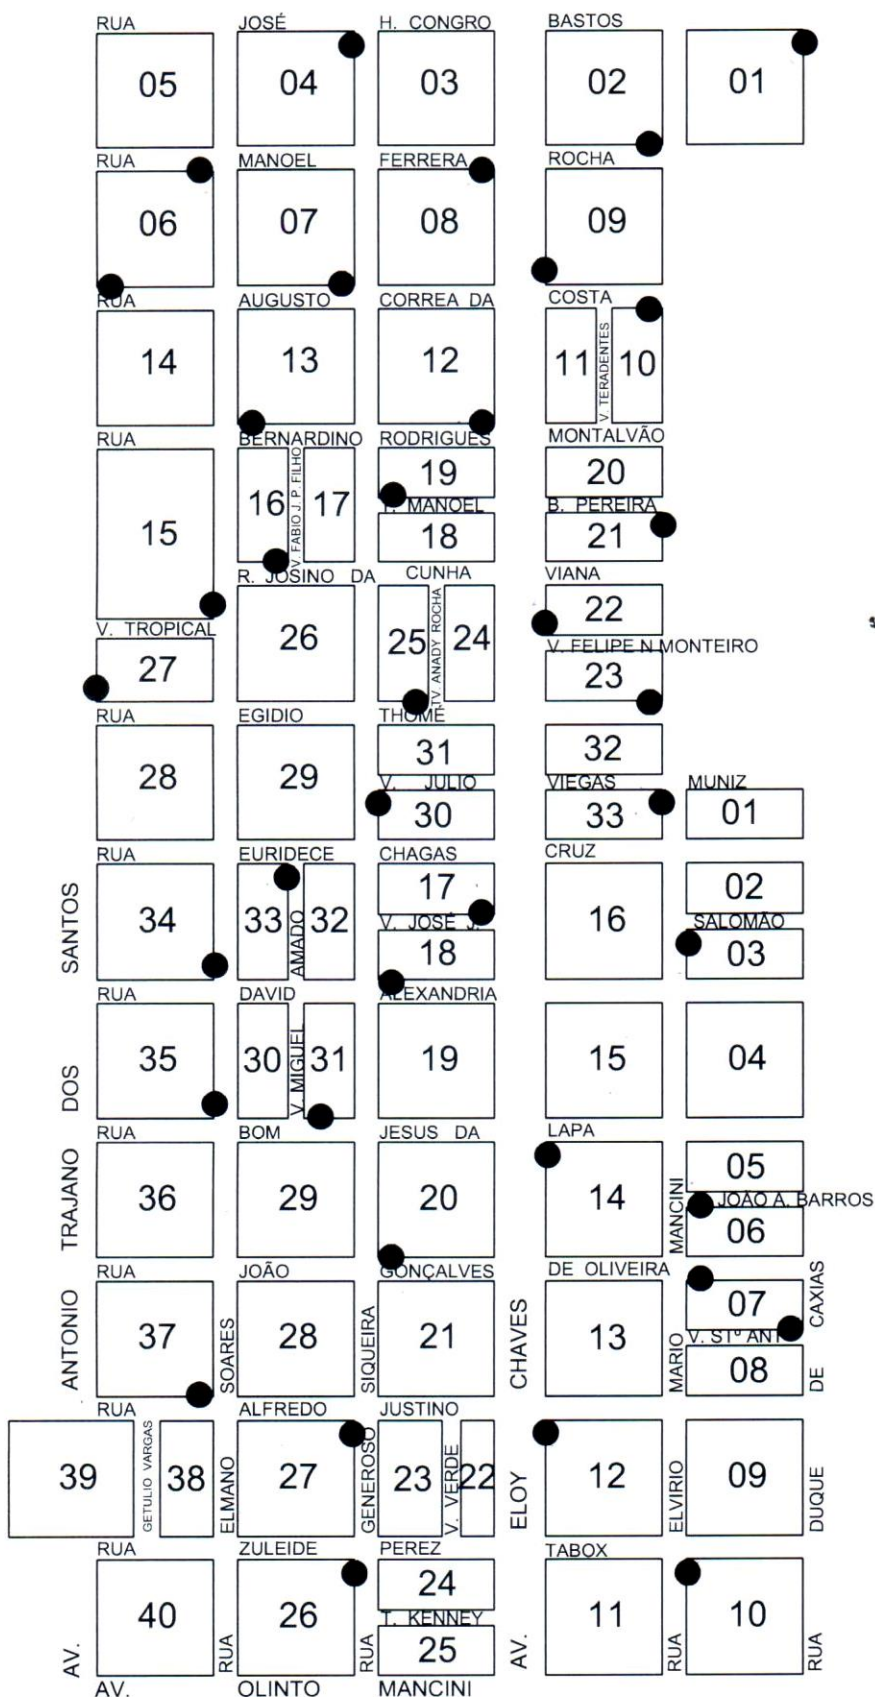 RUA JOSÉ H. CONGRO BASTOS
05 04 03 02 01
RUA MANOEL FERRERA ROCHA
06 07 08 09
RUA AUGUSTO CORREA DA COSTA
14 13 12 11 V. TERADENTES 10
RUA BERNARDINO RODRIGUES MONTALVÃO
15 16 V. FABIO J. P. FILHO 17 19 20
T. MANOEL B. PEREIRA
18 21
R. JOSINO DA CUNHA VIANA
26 25 TV. ANADY ROCHA 24 22
V. TROPICAL V. FELIPE N MONTEIRO
27 23
RUA EGIDIO THOMÉ
28 29 31 32
V. JULIO VIEGAS MUNIZ
30 33 01
RUA EURIDECE CHAGAS CRUZ
34 33 AMADO 32 17 16 02
V. JOSÉ J. SALOMÃO
18 03
RUA DAVID ALEXANDRIA
35 30 V. MIGUEL 31 19 15 04
RUA BOM JESUS DA LAPA
36 29 20 14 05
JOÃO A. BARROS
06
RUA JOÃO GONÇALVES DE OLIVEIRA
37 28 21 13 07
V. STº ANT
08
RUA ALFREDO JUSTINO
39 GETULIO VARGAS 38 27 23 V. VERDE 22 12 09
RUA ZULEIDE PEREZ TABOX
40 26 24 11 10
T. KENNEY
25
AV. OLINTO MANCINI
AV. ANTONIO TRAJANO DOS SANTOS
RUA ELMANO SOARES
RUA GENEROSO SIQUEIRA
AV. ELOY CHAVES
RUA ELVIRIO MARIO MANCINI
RUA DUQUE DE CAXIAS